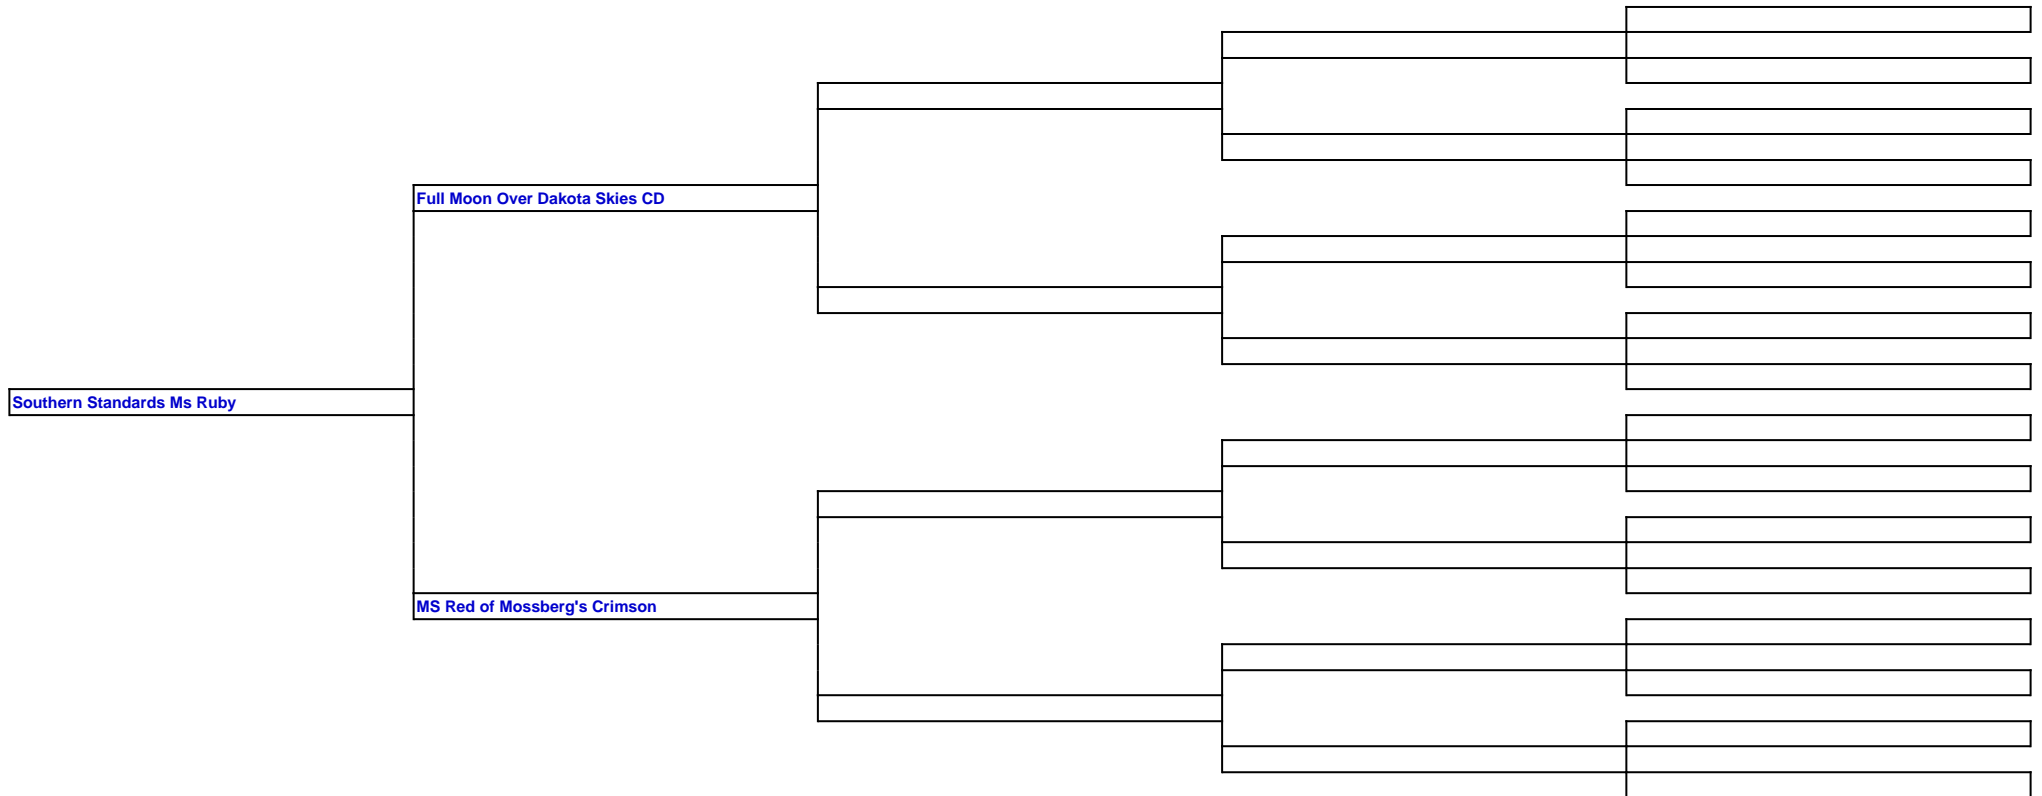 Full Moon Over Dakota Skies CD
Southern Standards Ms Ruby
MS Red of Mossberg's Crimson